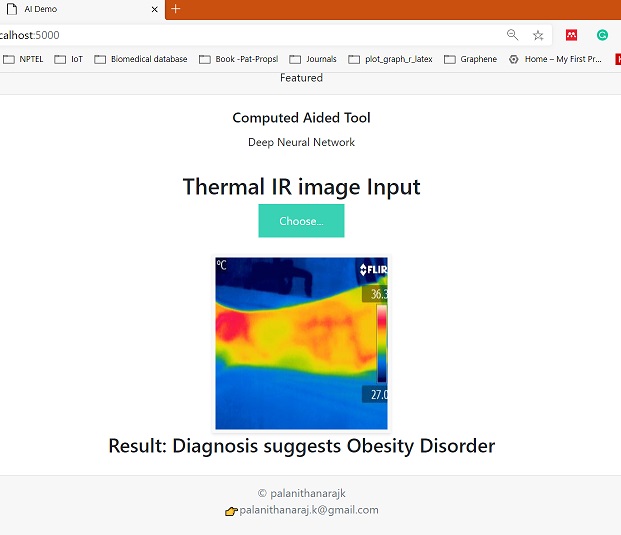 AI Demo
calhost:5000
NPTEL IoT Biomedical database Book -Pat-Propsl Journals plot_graph_r_latex Graphene Home – My First Pr...
Featured
Computed Aided Tool
Deep Neural Network
Thermal IR image Input
Choose...
°C
FLIR
36.3
27.0
Result: Diagnosis suggests Obesity Disorder
© palanithanarajk
palanithanaraj.k@gmail.com